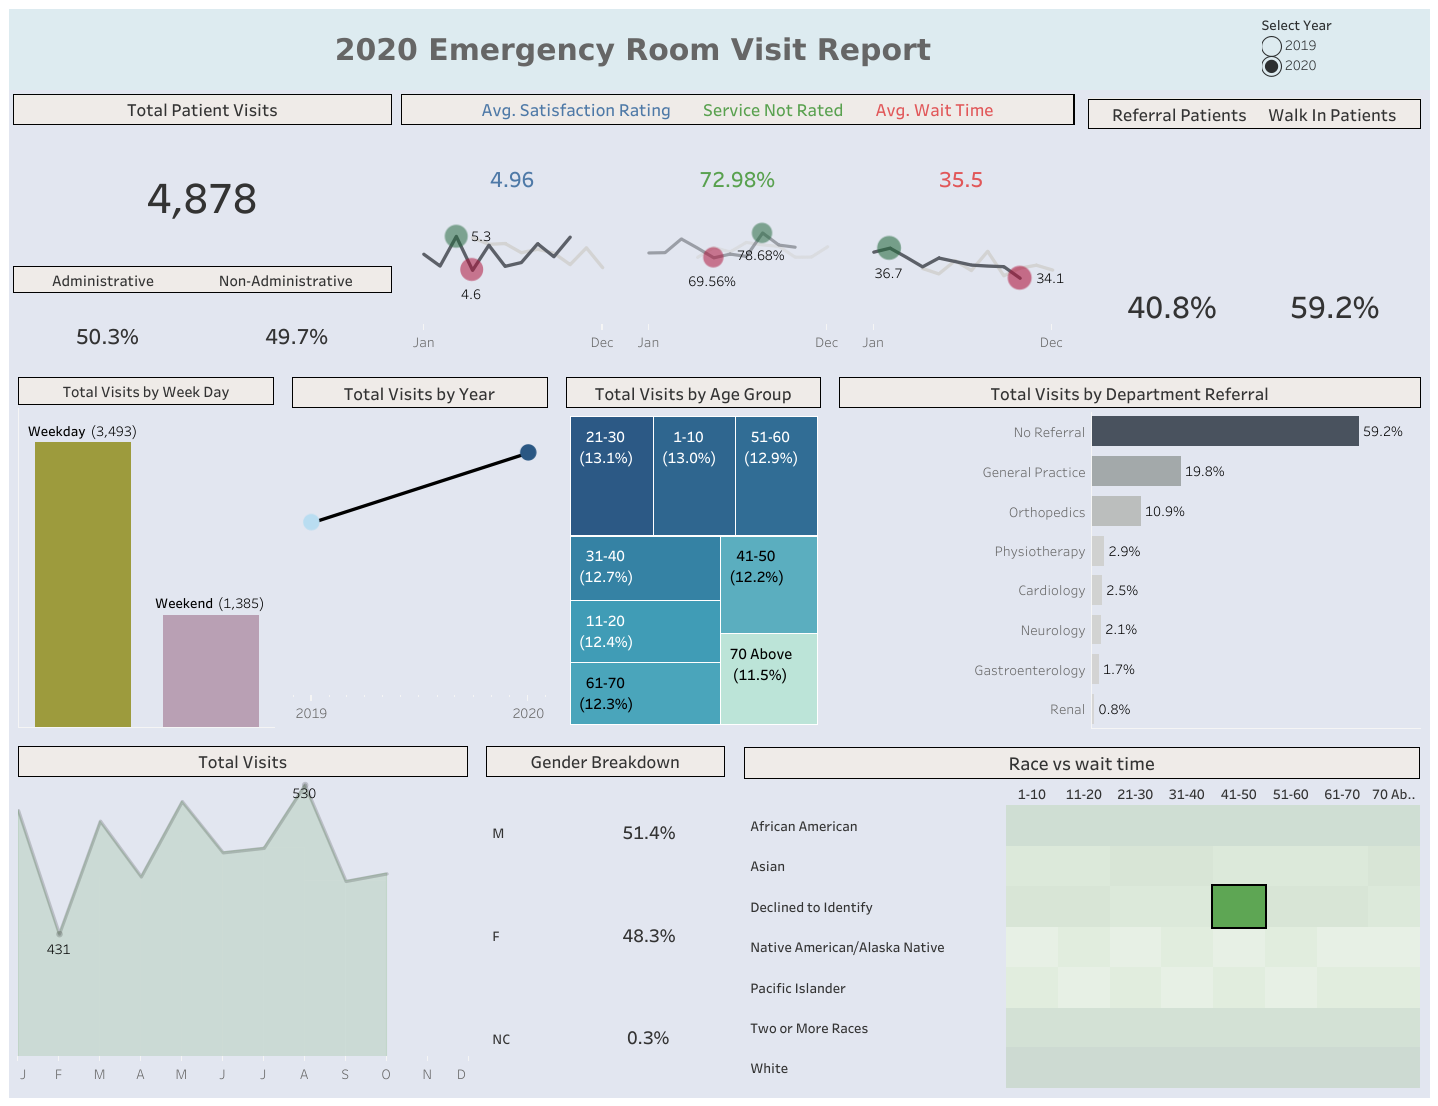 2020 Emergency Room Visit Report
Select Year
2019
2020
Total Patient Visits
4,878
Administrative Non-Administrative
50.3% 49.7%
Avg. Satisfaction Rating Service Not Rated Avg. Wait Time
4.96 72.98% 35.5
5.3
4.6
78.68%
69.56%
36.7
34.1
Jan Dec Jan Dec Jan Dec
Referral Patients Walk In Patients
40.8% 59.2%
Total Visits by Week Day
Weekday (3,493)
Weekend (1,385)
Total Visits by Year
2019 2020
Total Visits by Age Group
21-30
(13.1%)
1-10
(13.0%)
51-60
(12.9%)
31-40
(12.7%)
41-50
(12.2%)
11-20
(12.4%)
70 Above
(11.5%)
61-70
(12.3%)
Total Visits by Department Referral
No Referral 59.2%
General Practice 19.8%
Orthopedics 10.9%
Physiotherapy 2.9%
Cardiology 2.5%
Neurology 2.1%
Gastroenterology 1.7%
Renal 0.8%
Total Visits
530
431
J F M A M J J A S O N D
Gender Breakdown
M 51.4%
F 48.3%
NC 0.3%
Race vs wait time
1-10 11-20 21-30 31-40 41-50 51-60 61-70 70 Ab..
African American
Asian
Declined to Identify
Native American/Alaska Native
Pacific Islander
Two or More Races
White